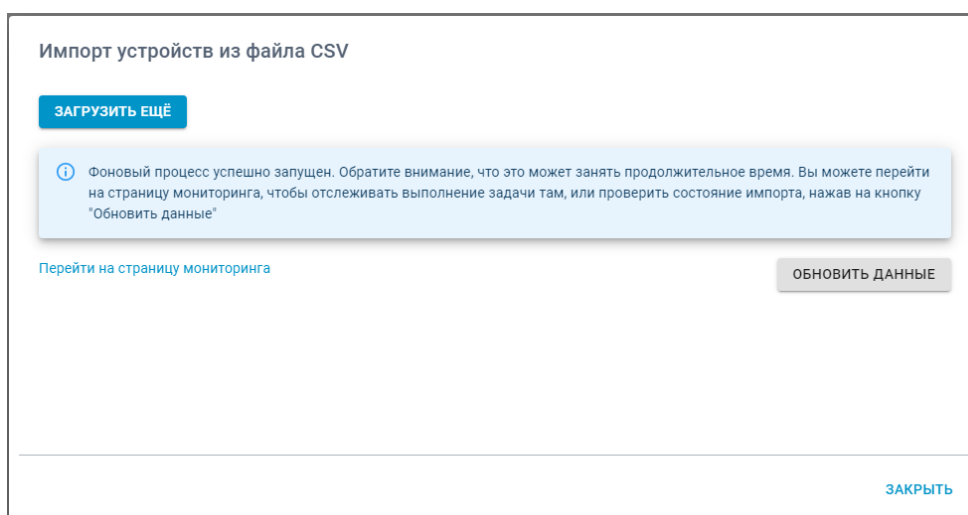 Импорт устройств из файла CSV
ЗАГРУЗИТЬ ЕЩЁ
Фоновый процесс успешно запущен. Обратите внимание, что это может занять продолжительное время. Вы можете перейти
на страницу мониторинга, чтобы отслеживать выполнение задачи там, или проверить состояние импорта, нажав на кнопку
"Обновить данные"
Перейти на страницу мониторинга
ОБНОВИТЬ ДАННЫЕ
ЗАКРЫТЬ